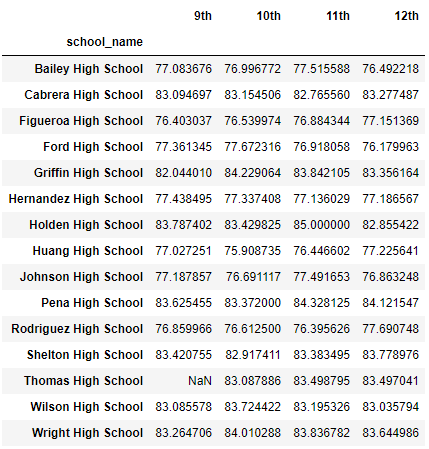 9th 10th 11th 12th
school_name
Bailey High School 77.083676 76.996772 77.515588 76.492218
Cabrera High School 83.094697 83.154506 82.765560 83.277487
Figueroa High School 76.403037 76.539974 76.884344 77.151369
Ford High School 77.361345 77.672316 76.918058 76.179963
Griffin High School 82.044010 84.229064 83.842105 83.356164
Hernandez High School 77.438495 77.337408 77.136029 77.186567
Holden High School 83.787402 83.429825 85.000000 82.855422
Huang High School 77.027251 75.908735 76.446602 77.225641
Johnson High School 77.187857 76.691117 77.491653 76.863248
Pena High School 83.625455 83.372000 84.328125 84.121547
Rodriguez High School 76.859966 76.612500 76.395626 77.690748
Shelton High School 83.420755 82.917411 83.383495 83.778976
Thomas High School NaN 83.087886 83.498795 83.497041
Wilson High School 83.085578 83.724422 83.195326 83.035794
Wright High School 83.264706 84.010288 83.836782 83.644986